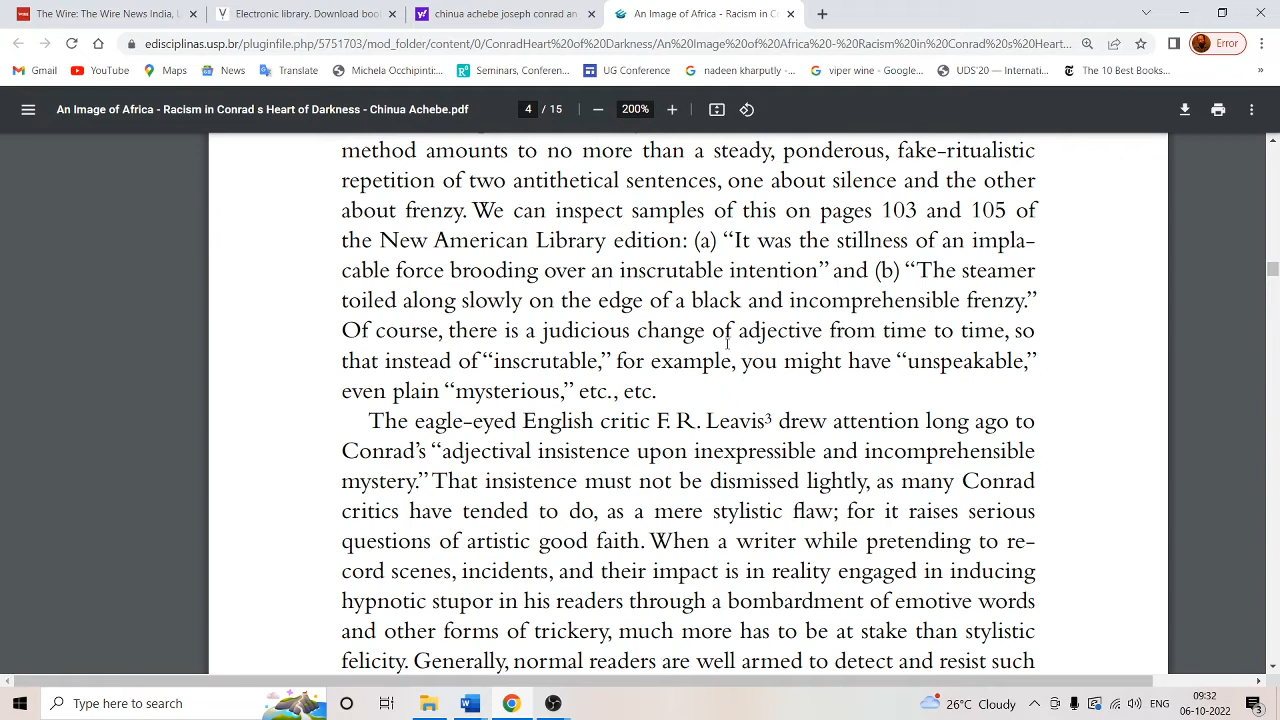 The Wire: The Wire News India, L
Electronic library. Download boo
chinua achebe joseph conrad an
An Image of Africa - Racism in Co
edisciplinas.usp.br/pluginfile.php/5751703/mod_folder/content/0/ConradHeart%20of%20Darkness/An%20Image%20of%20Africa%20-%20Racism%20in%20Conrad%20s%20Heart...
Error
Gmail
YouTube
Maps
News
Translate
Michela Occhipinti:...
Seminars, Conferen...
UG Conference
nadeen kharputly -...
viper wine - Google...
UDS'20 — Internati...
The 10 Best Books...
»
An Image of Africa - Racism in Conrad s Heart of Darkness - Chinua Achebe.pdf
4 / 15
200%
method amounts to no more than a steady, ponderous, fake-ritualistic
repetition of two antithetical sentences, one about silence and the other
about frenzy. We can inspect samples of this on pages 103 and 105 of
the New American Library edition: (a) “It was the stillness of an impla-
cable force brooding over an inscrutable intention” and (b) “The steamer
toiled along slowly on the edge of a black and incomprehensible frenzy.”
Of course, there is a judicious change of adjective from time to time, so
that instead of “inscrutable,” for example, you might have “unspeakable,”
even plain “mysterious,” etc., etc.
The eagle-eyed English critic F. R. Leavis³ drew attention long ago to
Conrad’s “adjectival insistence upon inexpressible and incomprehensible
mystery.” That insistence must not be dismissed lightly, as many Conrad
critics have tended to do, as a mere stylistic flaw; for it raises serious
questions of artistic good faith. When a writer while pretending to re-
cord scenes, incidents, and their impact is in reality engaged in inducing
hypnotic stupor in his readers through a bombardment of emotive words
and other forms of trickery, much more has to be at stake than stylistic
felicity. Generally, normal readers are well armed to detect and resist such
Type here to search
26°C Cloudy
ENG
09:32
06-10-2022
3